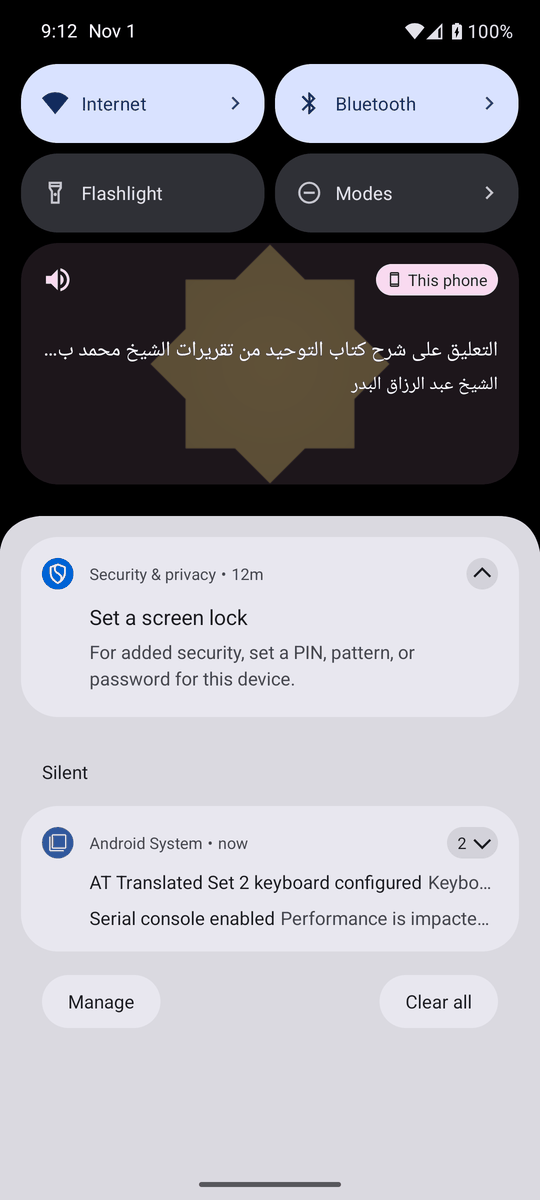 9:12 Nov 1 100%
Internet Bluetooth
Flashlight Modes
This phone
التعليق على شرح كتاب التوحيد من تقريرات الشيخ محمد ب...
الشيخ عبد الرزاق البدر
Security & privacy • 12m
Set a screen lock
For added security, set a PIN, pattern, or
password for this device.
Silent
Android System • now 2
AT Translated Set 2 keyboard configured Keybo...
Serial console enabled Performance is impacte...
Manage Clear all